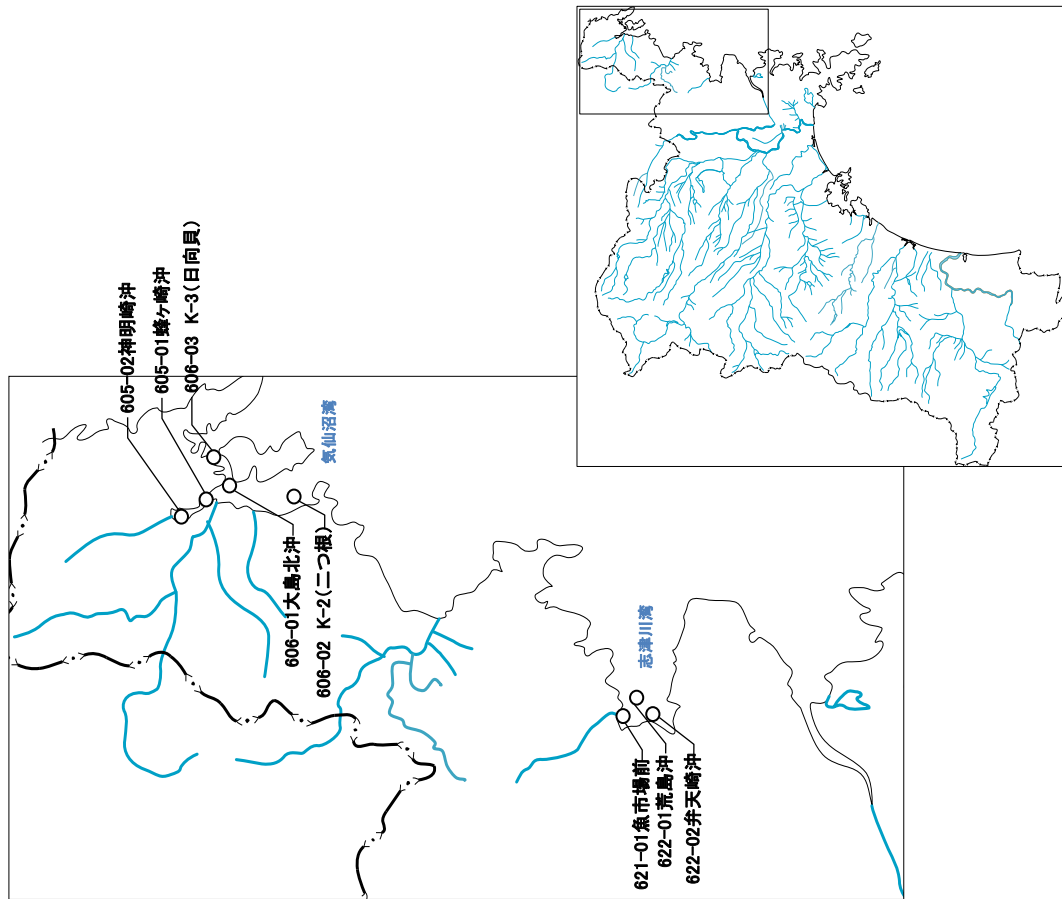 605-02神明崎沖
605-01蜂ヶ崎沖
606-03 K-3(日向貝)
気仙沼湾
606-01大島北沖
606-02 K-2(二つ根)
志津川湾
621-01魚市場前
622-01荒島沖
622-02弁天崎沖